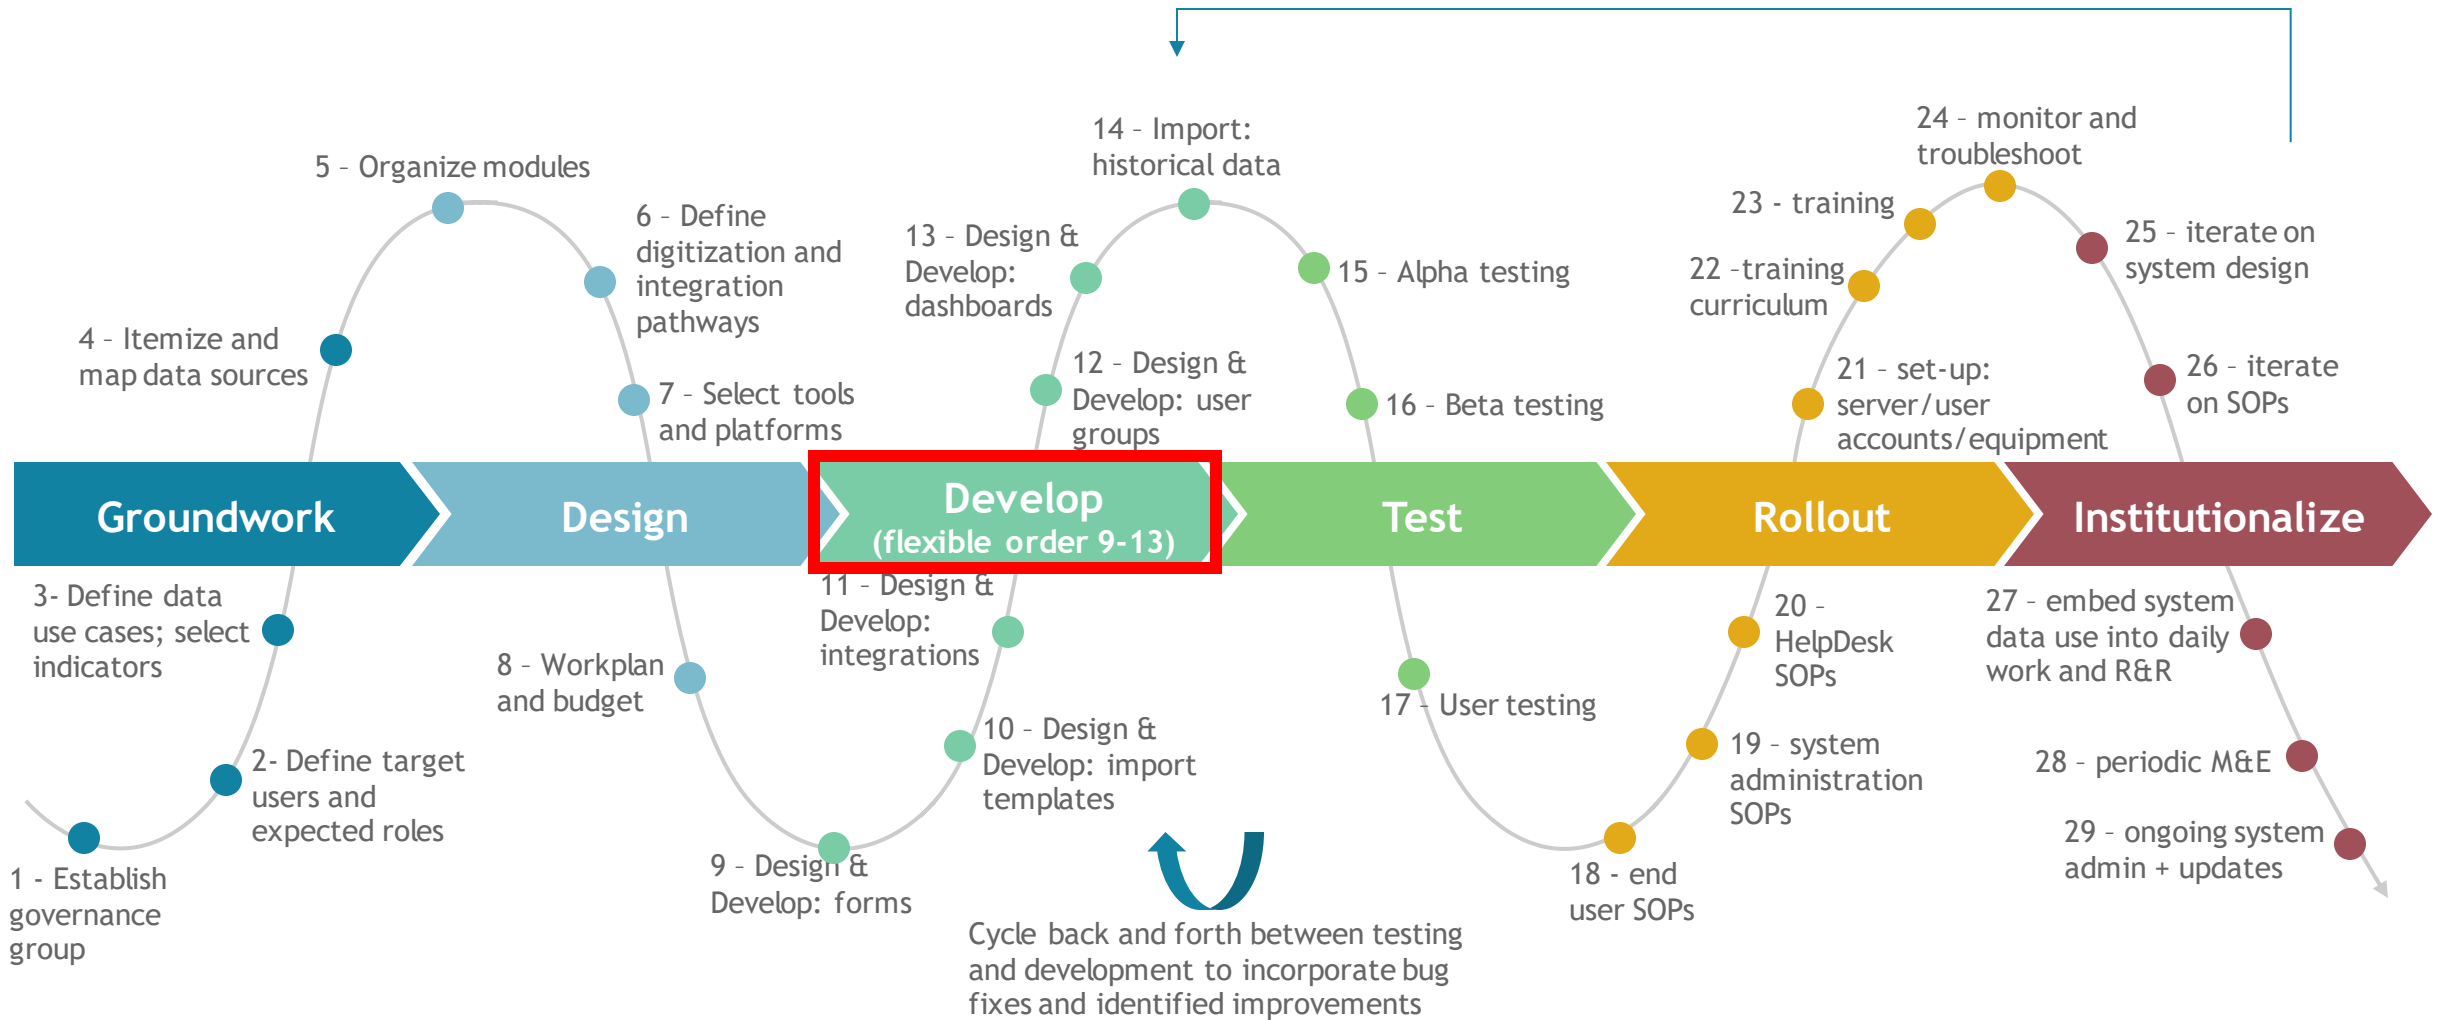 14 – Import:
historical data
24 – monitor and
troubleshoot
5 – Organize modules
6 – Define
digitization and
integration
pathways
13 – Design &
Develop:
dashboards
23 - training
25 – iterate on
system design
15 – Alpha testing
22 –training
curriculum
4 – Itemize and
map data sources
7 – Select tools
and platforms
12 – Design &
Develop: user
groups
16 – Beta testing
21 – set-up:
server/user
accounts/equipment
26 – iterate
on SOPs
Groundwork
Design
Develop
(flexible order 9-13)
Test
Rollout
Institutionalize
3- Define data
use cases; select
indicators
11 – Design &
Develop:
integrations
20 –
HelpDesk
SOPs
27 – embed system
data use into daily
work and R&R
8 – Workplan
and budget
17 – User testing
2- Define target
users and
expected roles
10 – Design &
Develop: import
templates
19 – system
administration
SOPs
28 – periodic M&E
1 - Establish
governance
group
9 – Design &
Develop: forms
18 - end
user SOPs
29 – ongoing system
admin + updates
Cycle back and forth between testing
and development to incorporate bug
fixes and identified improvements